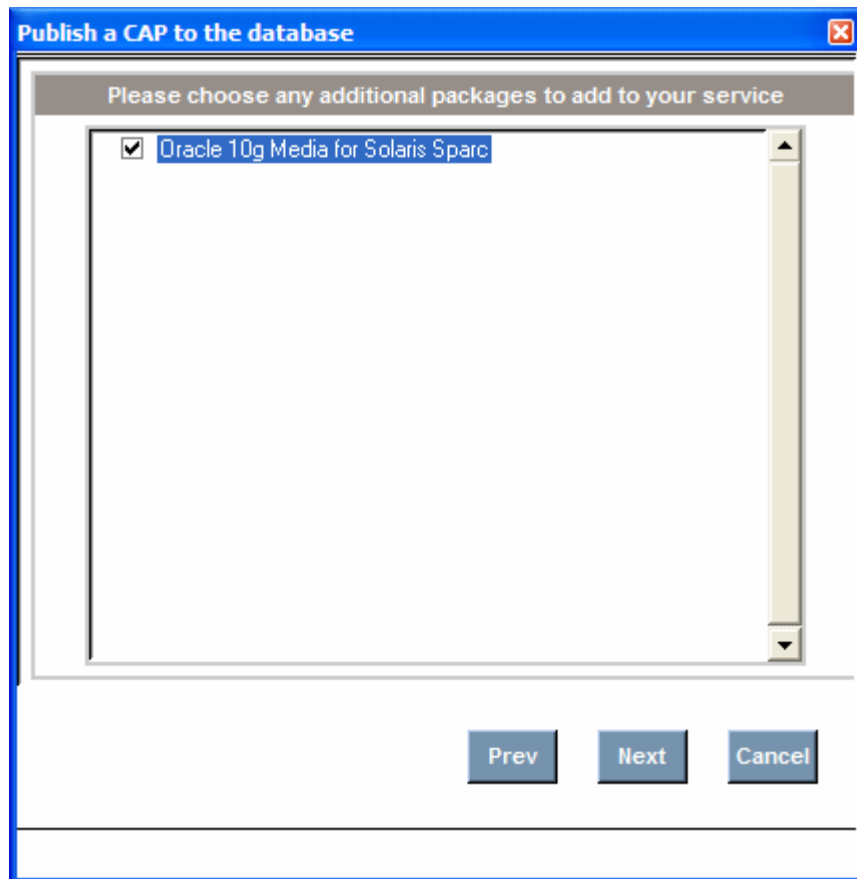 Publish a CAP to the database
Please choose any additional packages to add to your service
Oracle 10g Media for Solaris Sparc
Prev Next Cancel